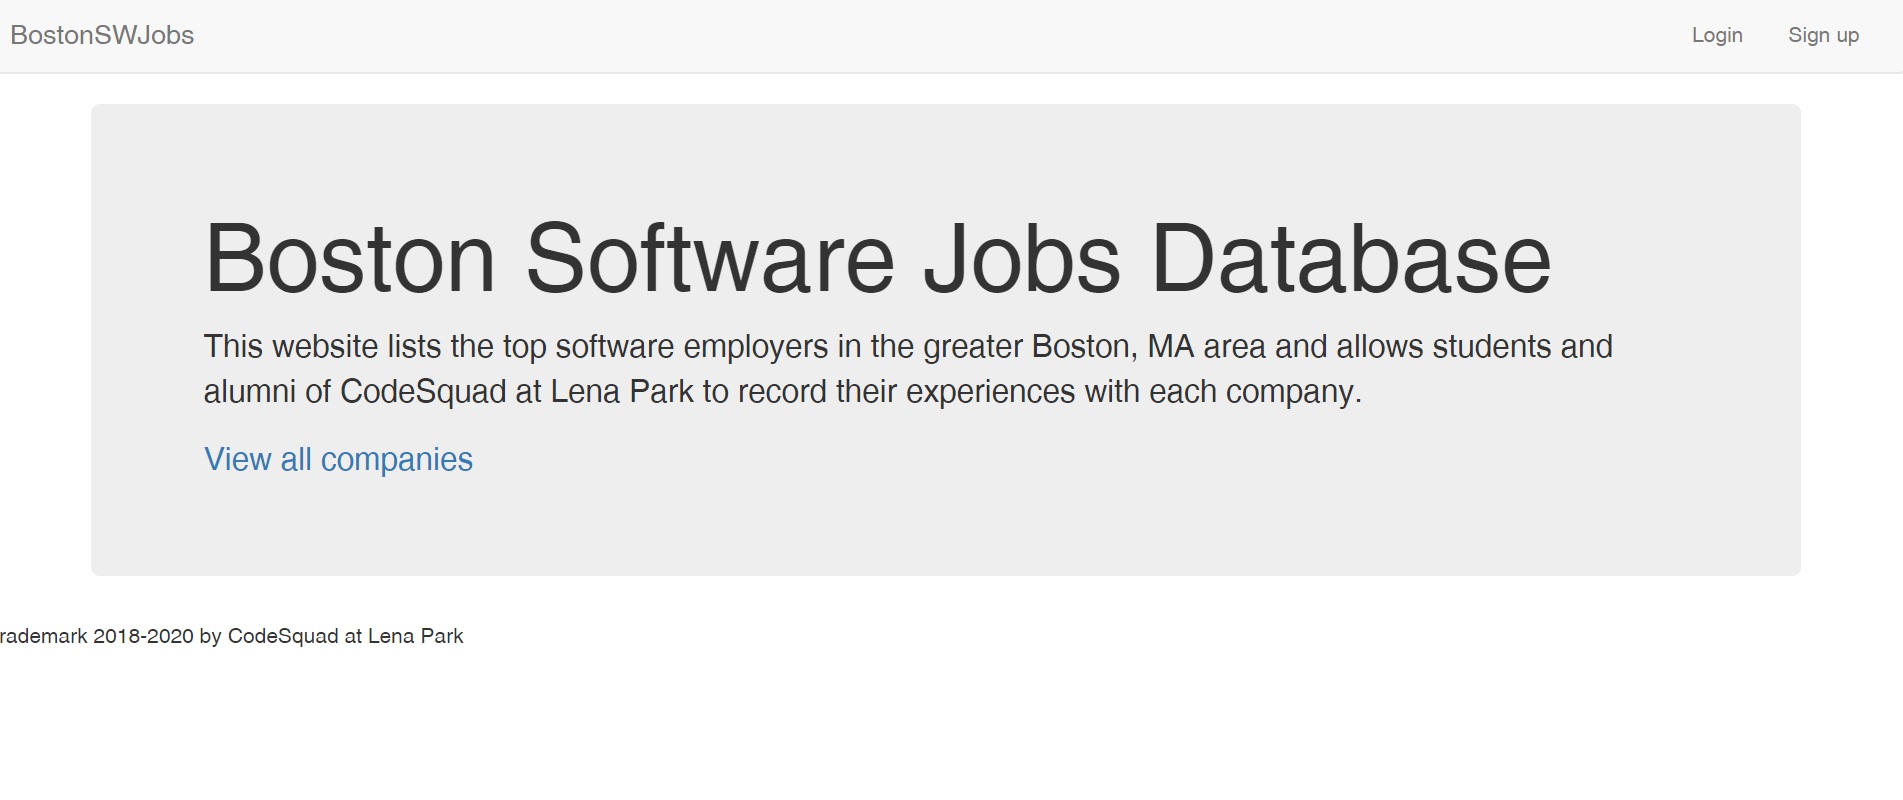 BostonSWJobs
Login Sign up
Boston Software Jobs Database
This website lists the top software employers in the greater Boston, MA area and allows students and
alumni of CodeSquad at Lena Park to record their experiences with each company.
View all companies
rademark 2018-2020 by CodeSquad at Lena Park